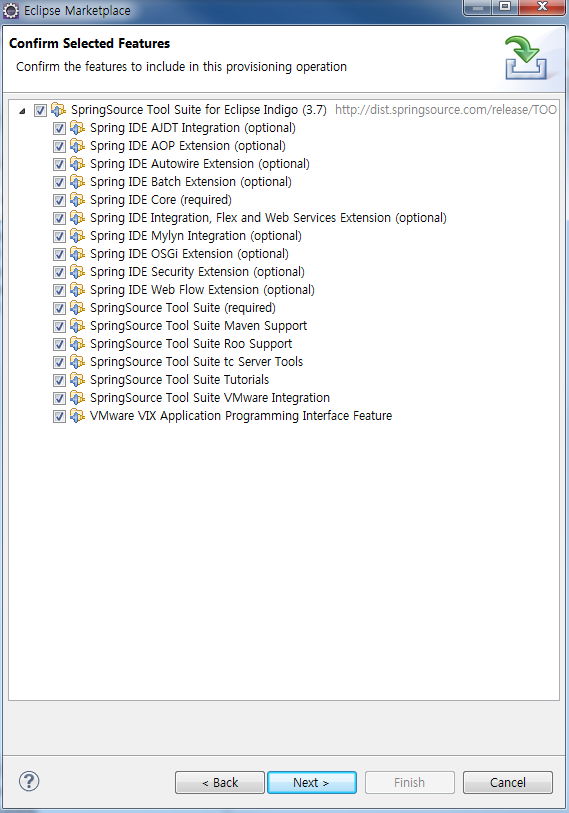 Eclipse Marketplace
Confirm Selected Features
Confirm the features to include in this provisioning operation
SpringSource Tool Suite for Eclipse Indigo (3.7) http://dist.springsource.com/release/TOO
Spring IDE AJDT Integration (optional)
Spring IDE AOP Extension (optional)
Spring IDE Autowire Extension (optional)
Spring IDE Batch Extension (optional)
Spring IDE Core (required)
Spring IDE Integration, Flex and Web Services Extension (optional)
Spring IDE Mylyn Integration (optional)
Spring IDE OSGi Extension (optional)
Spring IDE Security Extension (optional)
Spring IDE Web Flow Extension (optional)
SpringSource Tool Suite (required)
SpringSource Tool Suite Maven Support
SpringSource Tool Suite Roo Support
SpringSource Tool Suite tc Server Tools
SpringSource Tool Suite Tutorials
SpringSource Tool Suite VMware Integration
VMware VIX Application Programming Interface Feature
? < Back Next > Finish Cancel